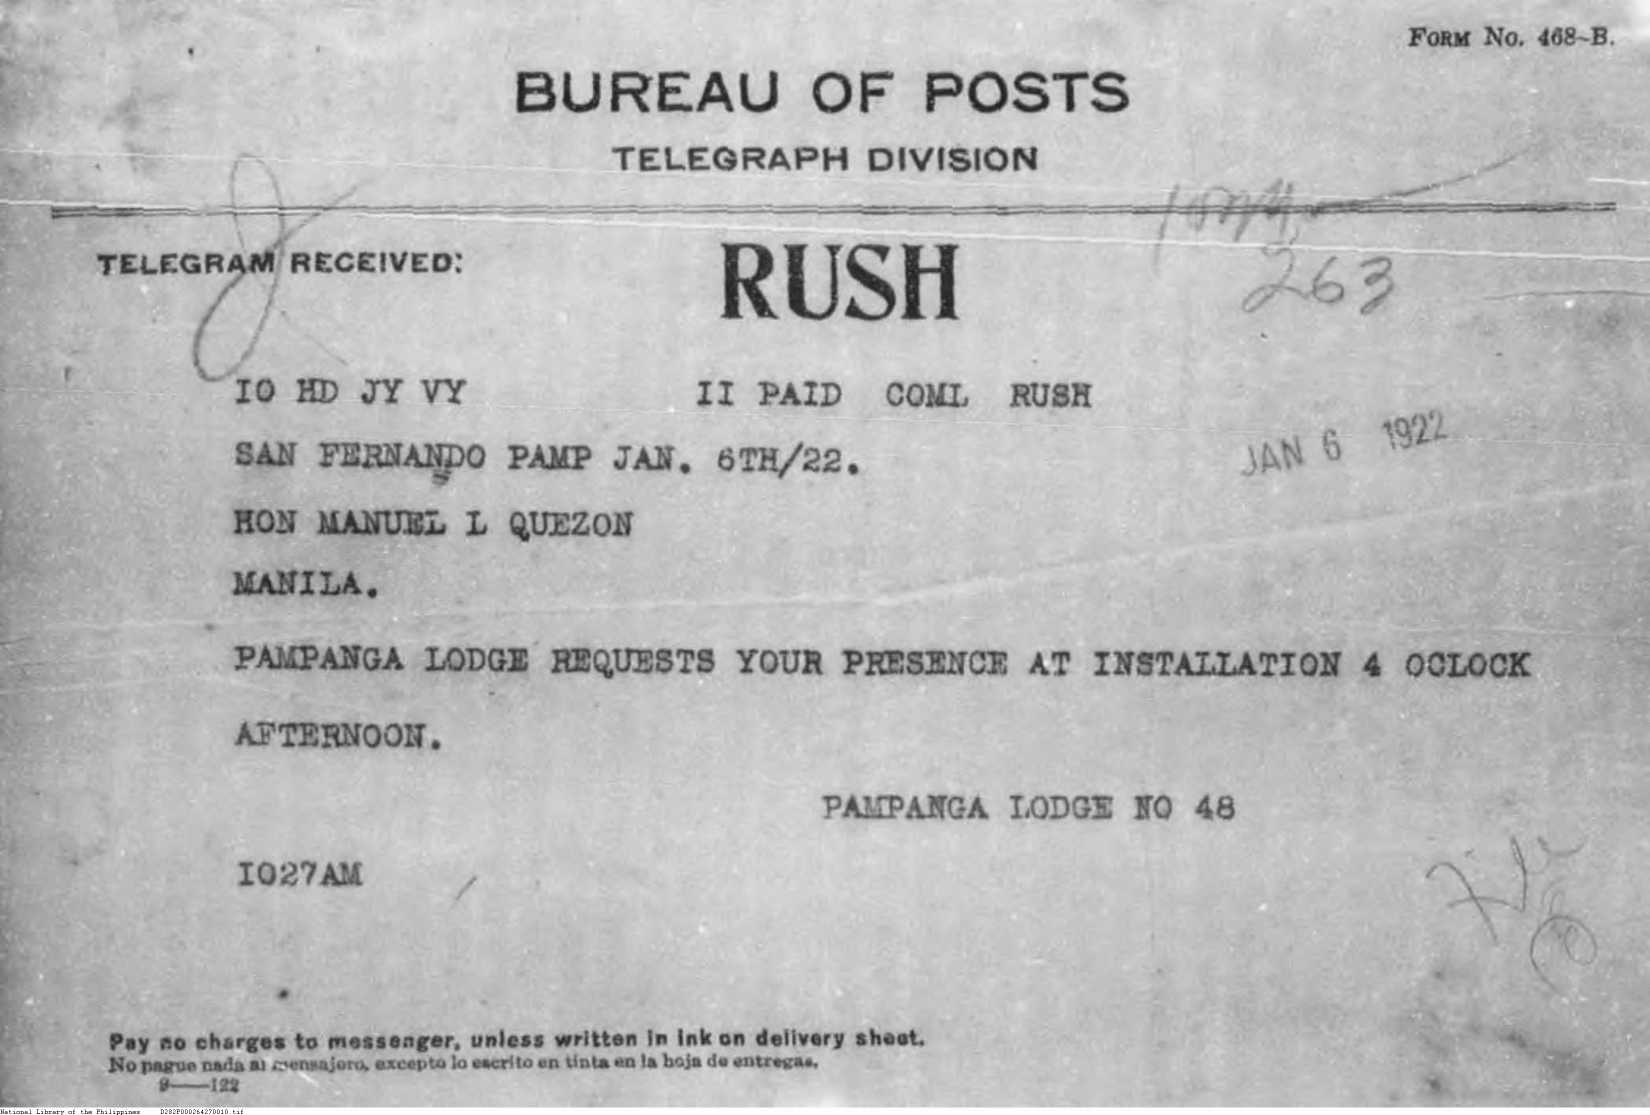 FORM No. 468-B.
BUREAU OF POSTS
TELEGRAPH DIVISION
TELEGRAM RECEIVED:
RUSH
263
IO HD JY VY II PAID COML RUSH
SAN FERNANDO PAMP JAN. 6TH/22.
JAN 6 1922
HON MANUEL L QUEZON
MANILA.
PAMPANGA LODGE REQUESTS YOUR PRESENCE AT INSTALLATION 4 OCLOCK
AFTERNOON.
PAMPANGA LODGE NO 48
IO27AM
File
Pay no charges to messenger, unless written in ink on delivery sheet.
No pague nada al mensajero, excepto lo escrito en tinta en la hoja de entregas.
9——122
National Library of the Philippines D282P000264270010.tif